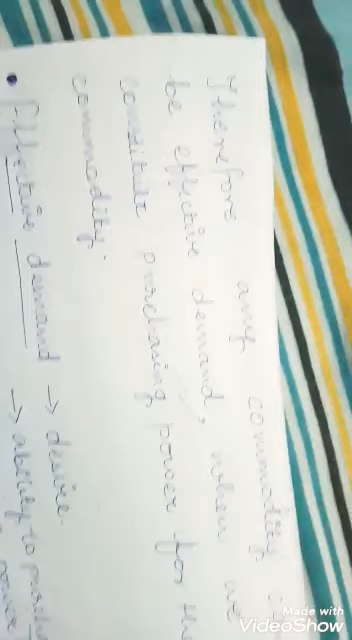 Therefore any commodity
be effective demand, when we
constitute purchasing power for
commodity.
• Effective demand → desire.
→ ability to
power
Made with
VideoShow